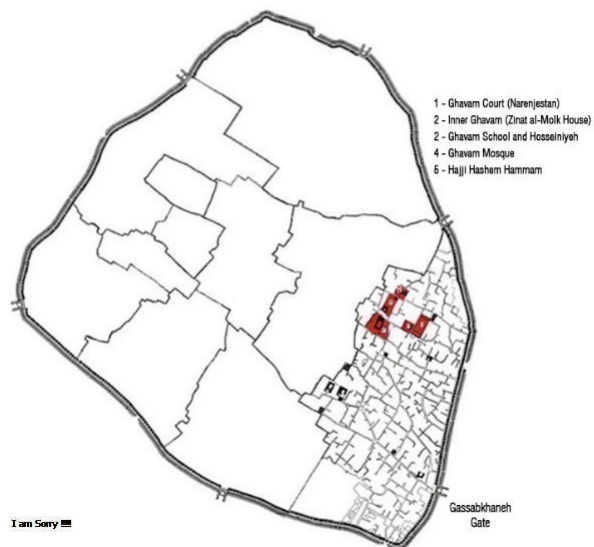 1 - Ghavam Court (Narenjestan)
2 - Inner Ghavam (Zinat al-Molk House)
2 - Ghavam School and Hosseiniyeh
4 - Ghavam Mosque
5 - Hajji Hashem Hammam
Gassabkhaneh
Gate
I am Sorry !!!!